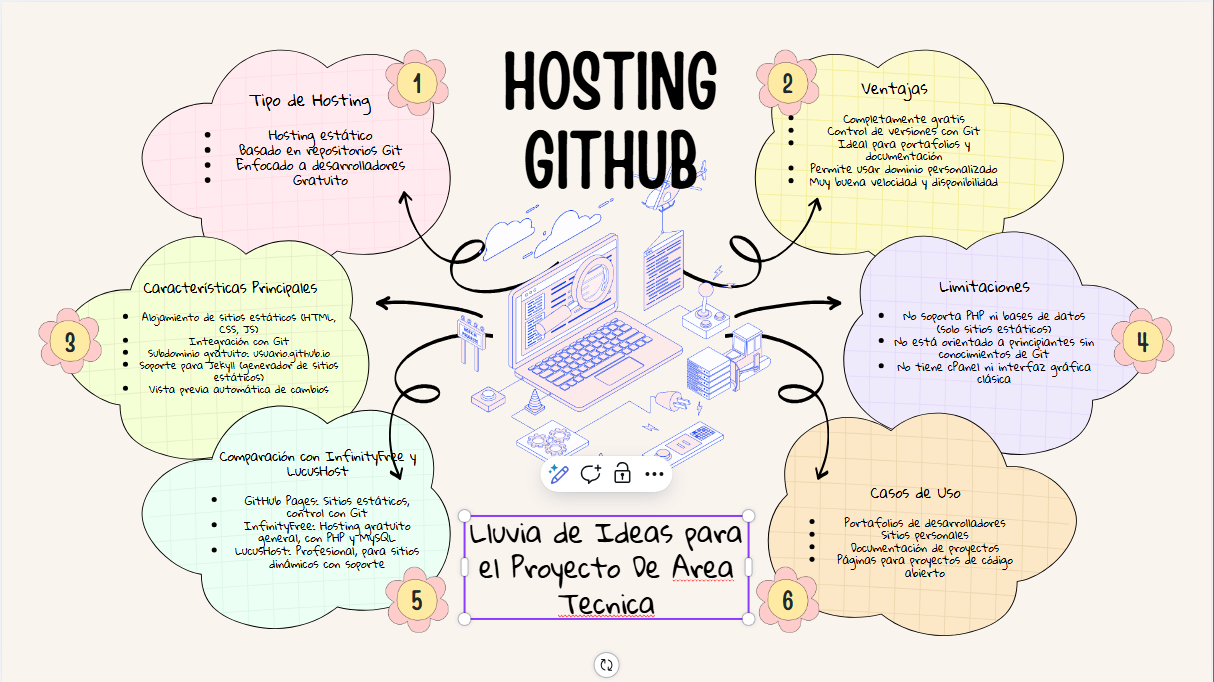 HOSTING
GITHUB
1
Tipo de Hosting
Hosting estático
Basado en repositorios Git
Enfocado a desarrolladores
Gratuito
2
Ventajas
Completamente gratis
Control de versiones con Git
Ideal para portafolios y
documentación
Permite usar dominio personalizado
Muy buena velocidad y disponibilidad
3
Características Principales
Alojamiento de sitios estáticos (HTML,
CSS, JS)
Integración con Git
Subdominio gratuito: usuario.github.io
Soporte para Jekyll (generador de sitios
estáticos)
Vista previa automática de cambios
4
Limitaciones
No soporta PHP ni bases de datos
(solo sitios estáticos)
No está orientado a principiantes sin
conocimientos de Git
No tiene cPanel ni interfaz gráfica
clásica
5
Comparación con InfinityFree y
LucusHost
GitHub Pages: Sitios estáticos,
control con Git
InfinityFree: Hosting gratuito
general, con PHP y MySQL
LucusHost: Profesional, para sitios
dinámicos con soporte
6
Casos de Uso
Portafolios de desarrolladores
Sitios personales
Documentación de proyectos
Páginas para proyectos de código
abierto
Lluvia de Ideas para
el Proyecto De Area
Tecnica